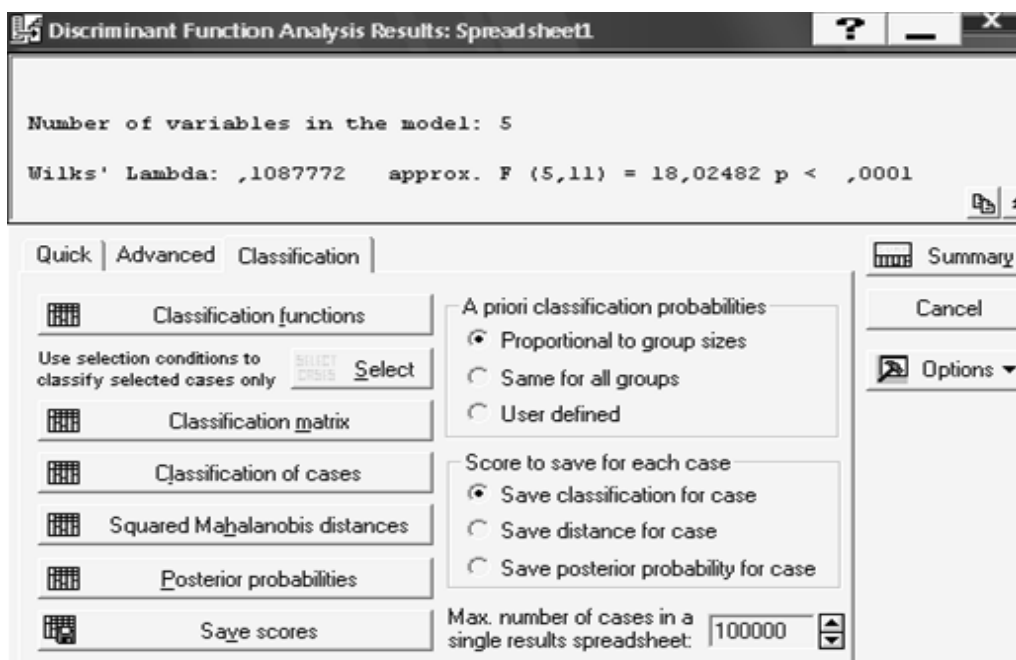 Discriminant Function Analysis Results: Spreadsheet1
Number of variables in the model: 5
Wilks' Lambda: ,1087772 approx. F (5,11) = 18,02482 p < ,0001
Quick Advanced Classification
Summary
Classification functions
A priori classification probabilities
Cancel
Proportional to group sizes
Use selection conditions to
classify selected cases only
SELECT
CASES
Select
Same for all groups
Options
User defined
Classification matrix
Score to save for each case
Classification of cases
Save classification for case
Squared Mahalanobis distances
Save distance for case
Posterior probabilities
Save posterior probability for case
Save scores
Max. number of cases in a
single results spreadsheet:
100000